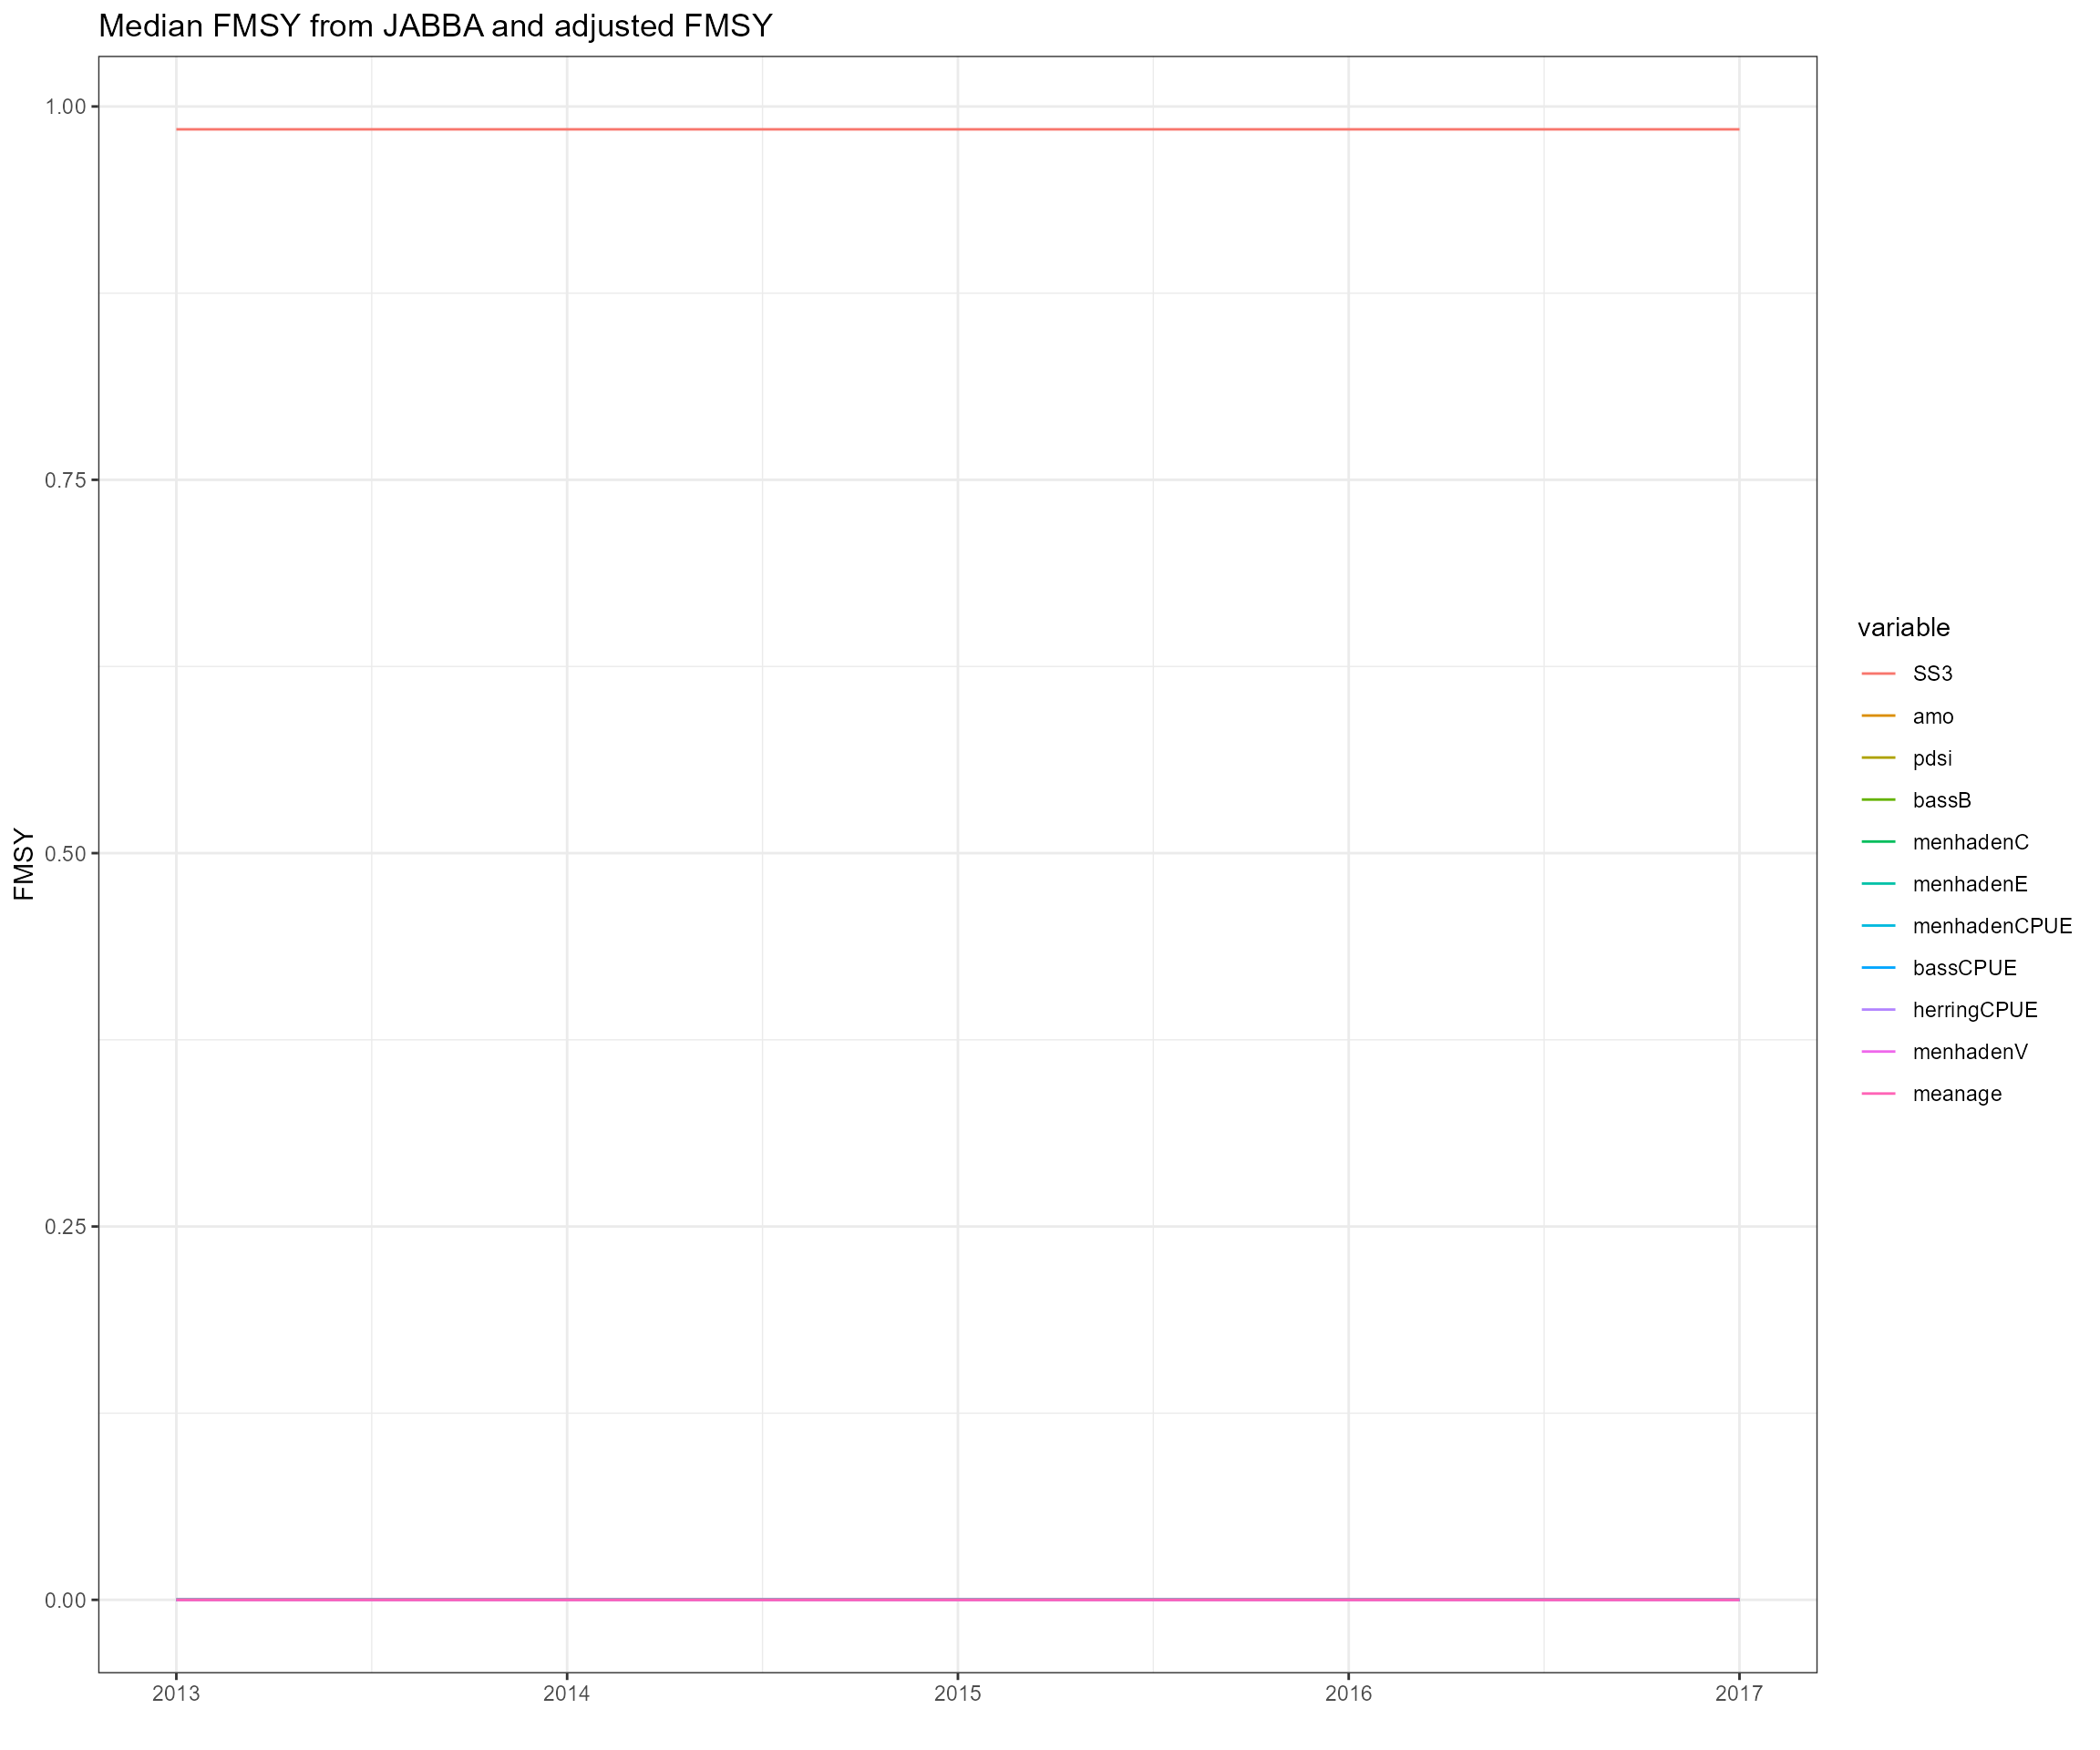 Median FMSY from JABBA and adjusted FMSY
1.00
0.75
0.50
0.25
0.00
FMSY
2013 2014 2015 2016 2017
variable
SS3
amo
pdsi
bassB
menhadenC
menhadenE
menhadenCPUE
bassCPUE
herringCPUE
menhadenV
meanage